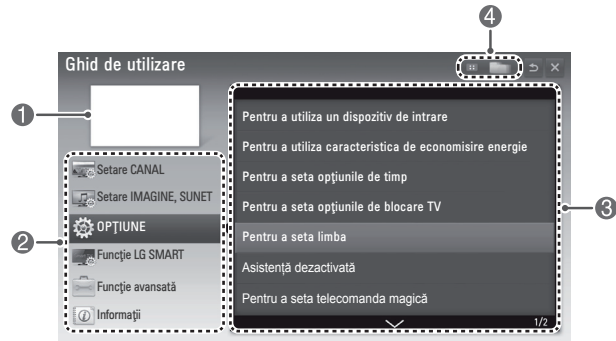 4
Ghid de utilizare
1
Pentru a utiliza un dispozitiv de intrare
Pentru a utiliza caracteristica de economisire energie
Setare CANAL
Pentru a seta opţiunile de timp
Setare IMAGINE, SUNET
Pentru a seta opţiunile de blocare TV
3
OPŢIUNE
2
Pentru a seta limba
Funcţie LG SMART
Asistență dezactivată
Funcţie avansată
Pentru a seta telecomanda magică
Informaţii
1/2